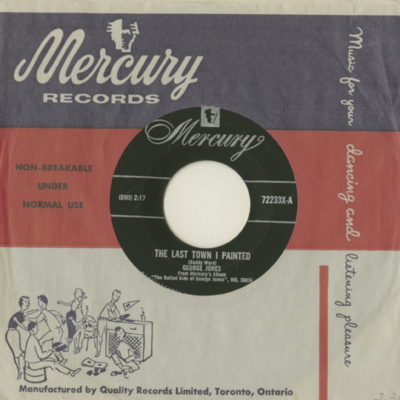 Mercury
RECORDS
Music for your dancing and listening pleasure
NON-BREAKABLE
UNDER
NORMAL USE
Mercury
(BMI) 2:17
72233X-A
THE LAST TOWN I PAINTED
(Buddy Ward)
GEORGE JONES
From Mercury's Album
"The Ballad Side of George Jones", MG.
Manufactured by Quality Records Limited, Toronto, Ontario